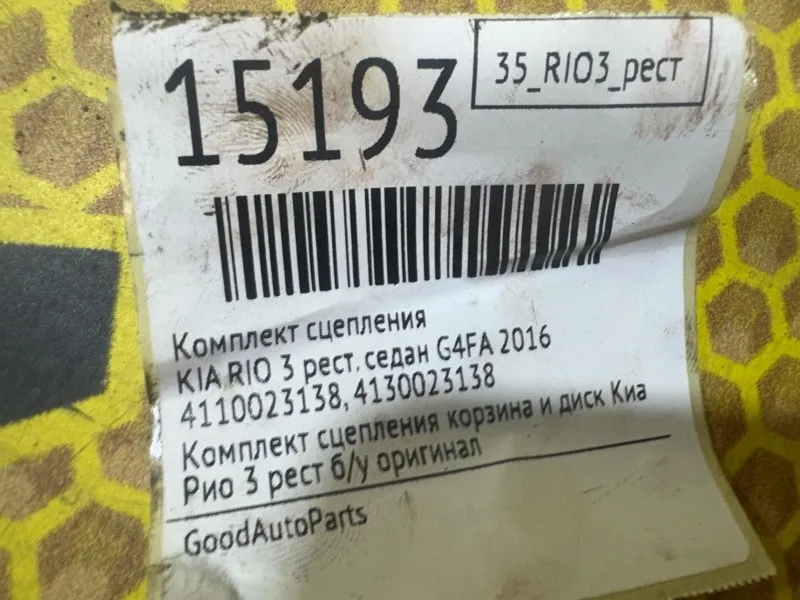 15193
35_RIO3_рест
Комплект сцепления
KIA RIO 3 рест. седан G4FA 2016
4110023138, 4130023138
Комплект сцепления корзина и диск Киа
Рио 3 рест б/у оригинал
GoodAutoParts